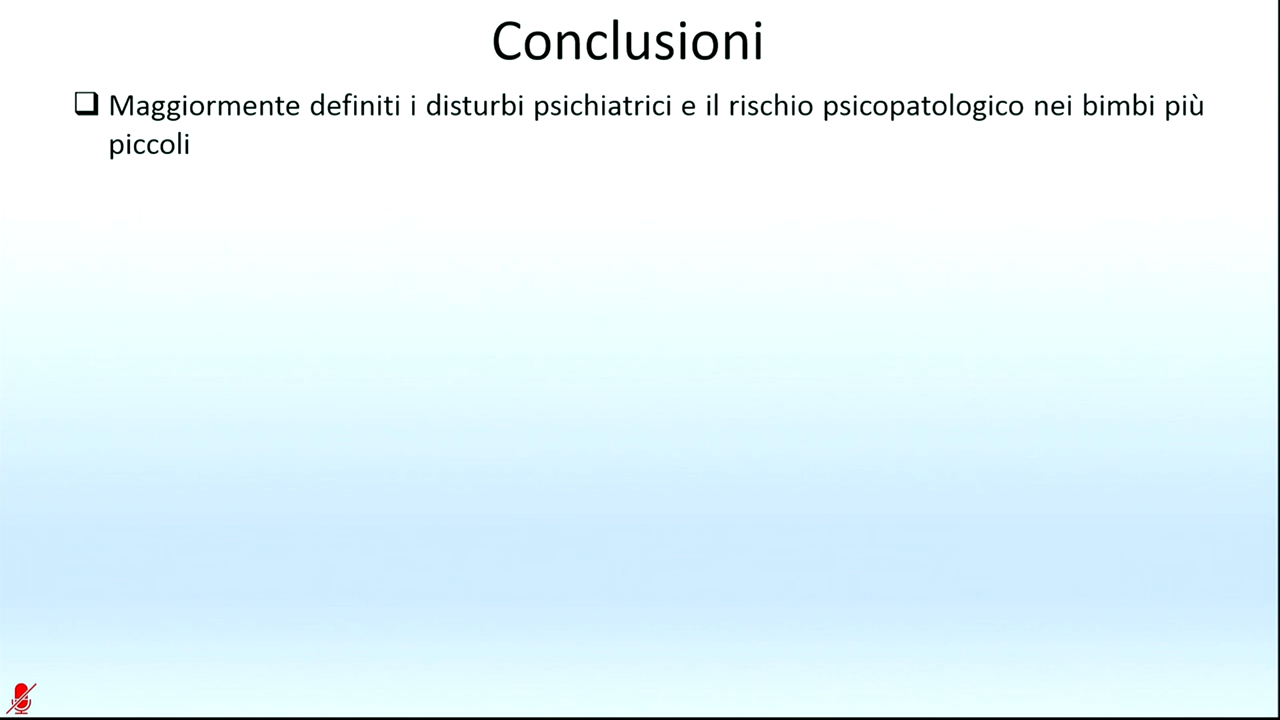 Conclusioni
❑ Maggiormente definiti i disturbi psichiatrici e il rischio psicopatologico nei bimbi più
piccoli